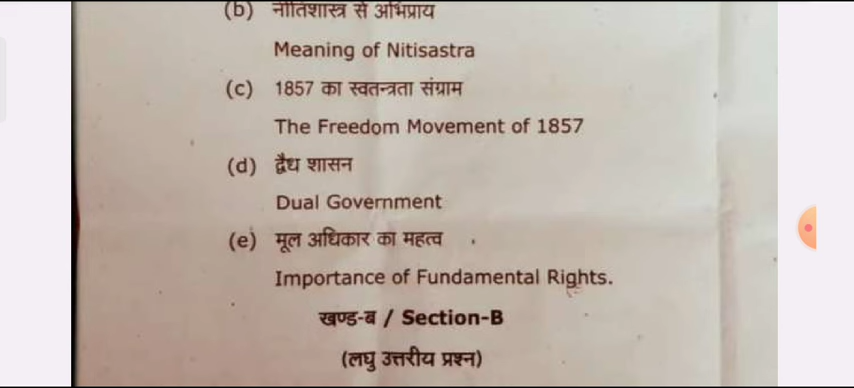 (b) नीतिशास्त्र से अभिप्राय
Meaning of Nitisastra
(c) 1857 का स्वतन्त्रता संग्राम
The Freedom Movement of 1857
(d) द्वैध शासन
Dual Government
(e) मूल अधिकार का महत्व
Importance of Fundamental Rights.
खण्ड-ब / Section-B
(लघु उत्तरीय प्रश्न)